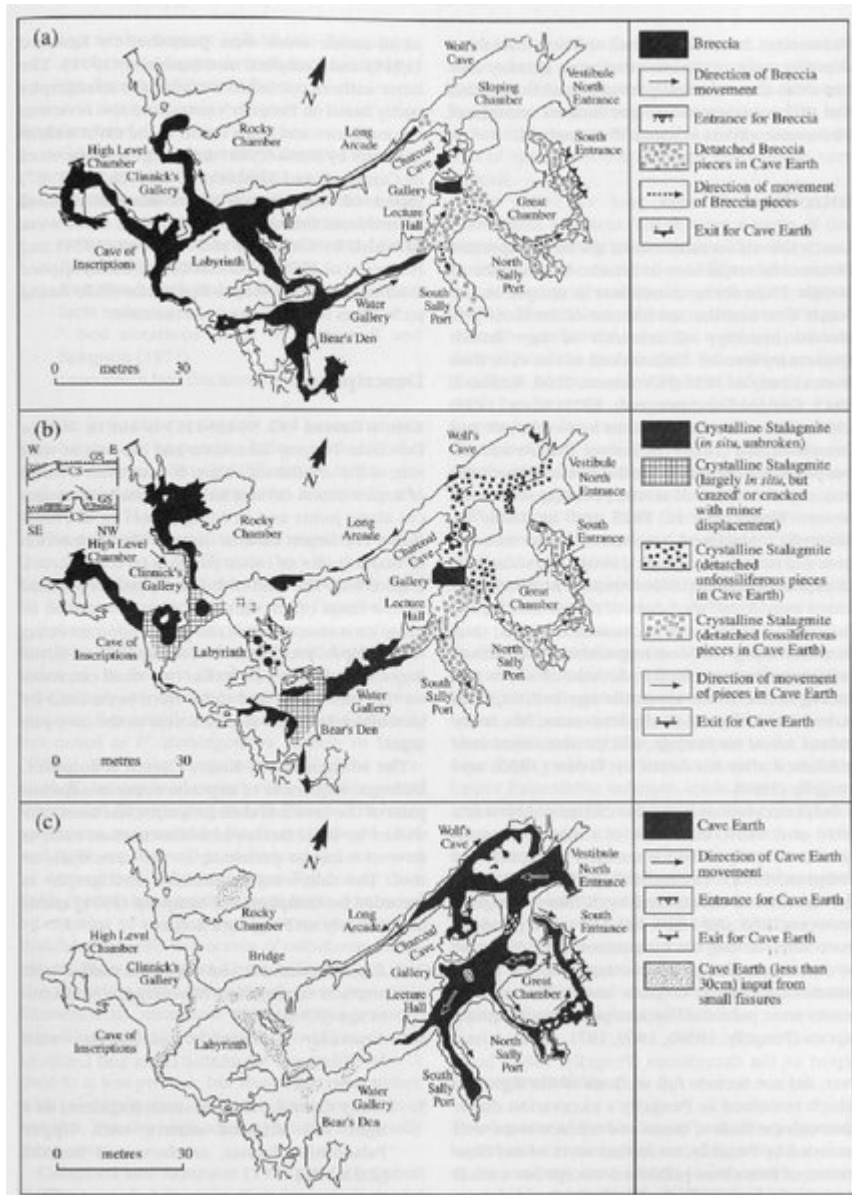 (a)
Wolf's
Cave
Sloping
Chamber
Vestibule
North
Entrance
N
Rocky
Chamber
Long
Arcade
Charcoal
Cave
South
Entrance
High Level
Chamber
Clinnick's
Gallery
Gallery
Lecture
Hall
Great
Chamber
Cave of
Inscriptions
Labyrinth
Water
Gallery
South
Sally
Port
North
Sally
Port
Bear's Den
0 metres 30
Breccia
Direction of Breccia
movement
Entrance for Breccia
Detatched Breccia
pieces in Cave Earth
Direction of movement
of Breccia pieces
Exit for Cave Earth
(b)
W E
GS
CS
GS
CS
SE NW
N
Wolf's
Cave
Vestibule
North
Entrance
High Level
Chamber
Rocky
Chamber
Long
Arcade
Charcoal
Cave
South
Entrance
Clinnick's
Gallery
Gallery
Lecture
Hall
Great
Chamber
Cave of
Inscriptions
Labyrinth
Water
Gallery
South
Sally
Port
North
Sally
Port
Bear's Den
0 metres 30
Crystalline Stalagmite
(in situ, unbroken)
Crystalline Stalagmite
(largely in situ, but
'crazed' or cracked with
minor displacement)
Crystalline Stalagmite
(detatched
unfossiliferous pieces
in Cave Earth)
Crystalline Stalagmite
(detatched fossiliferous
pieces in Cave Earth)
Direction of movement
of pieces in Cave Earth
Exit for Cave Earth
(c)
N
Wolf's
Cave
Vestibule
North
Entrance
Rocky
Chamber
Long
Arcade
Charcoal
Cave
South
Entrance
High Level
Chamber
Clinnick's
Gallery
Bridge
Gallery
Lecture
Hall
Great
Chamber
Cave of
Inscriptions
Labyrinth
Water
Gallery
South
Sally
Port
North
Sally
Port
Bear's Den
0 metres 30
Cave Earth
Direction of Cave Earth
movement
Entrance for Cave Earth
Exit for Cave Earth
Cave Earth (less than
30cm) input from
small fissures